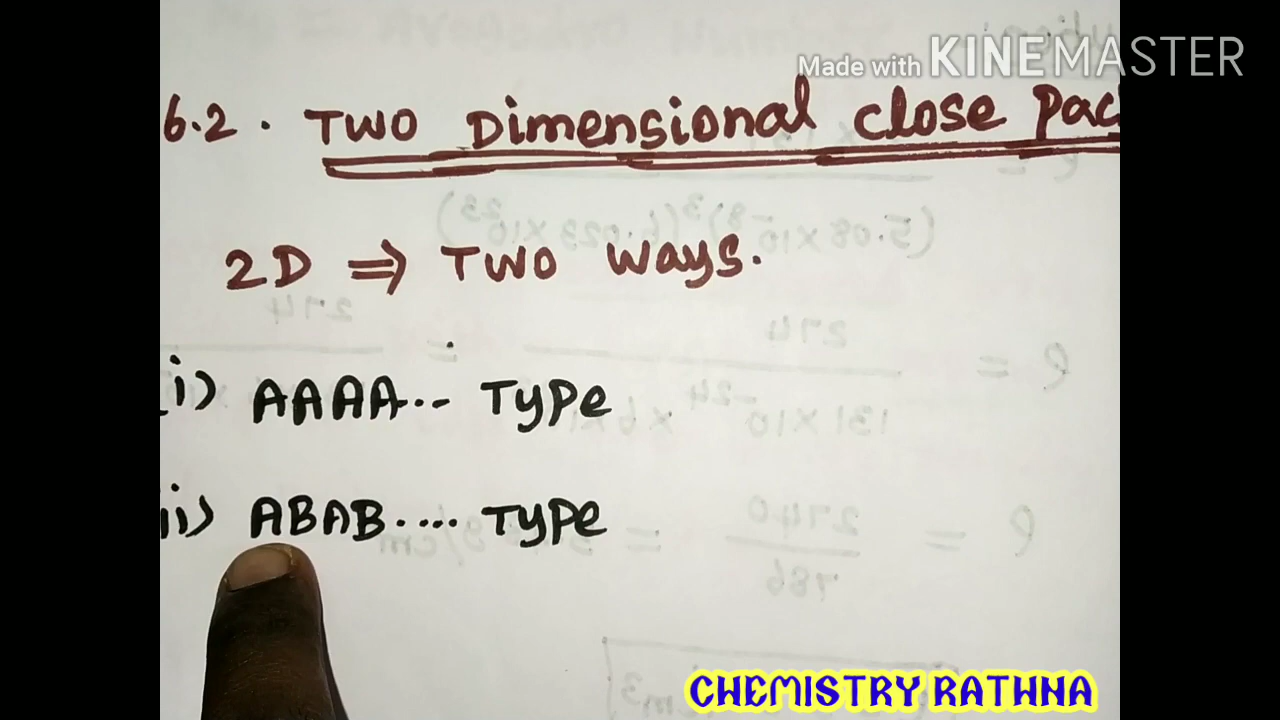 Made with KINEMASTER
6.2. Two Dimensional close Pac
2D ⇒ Two ways.
i) AAAA... Type
ii) ABAB.... Type
CHEMISTRY RATHNA